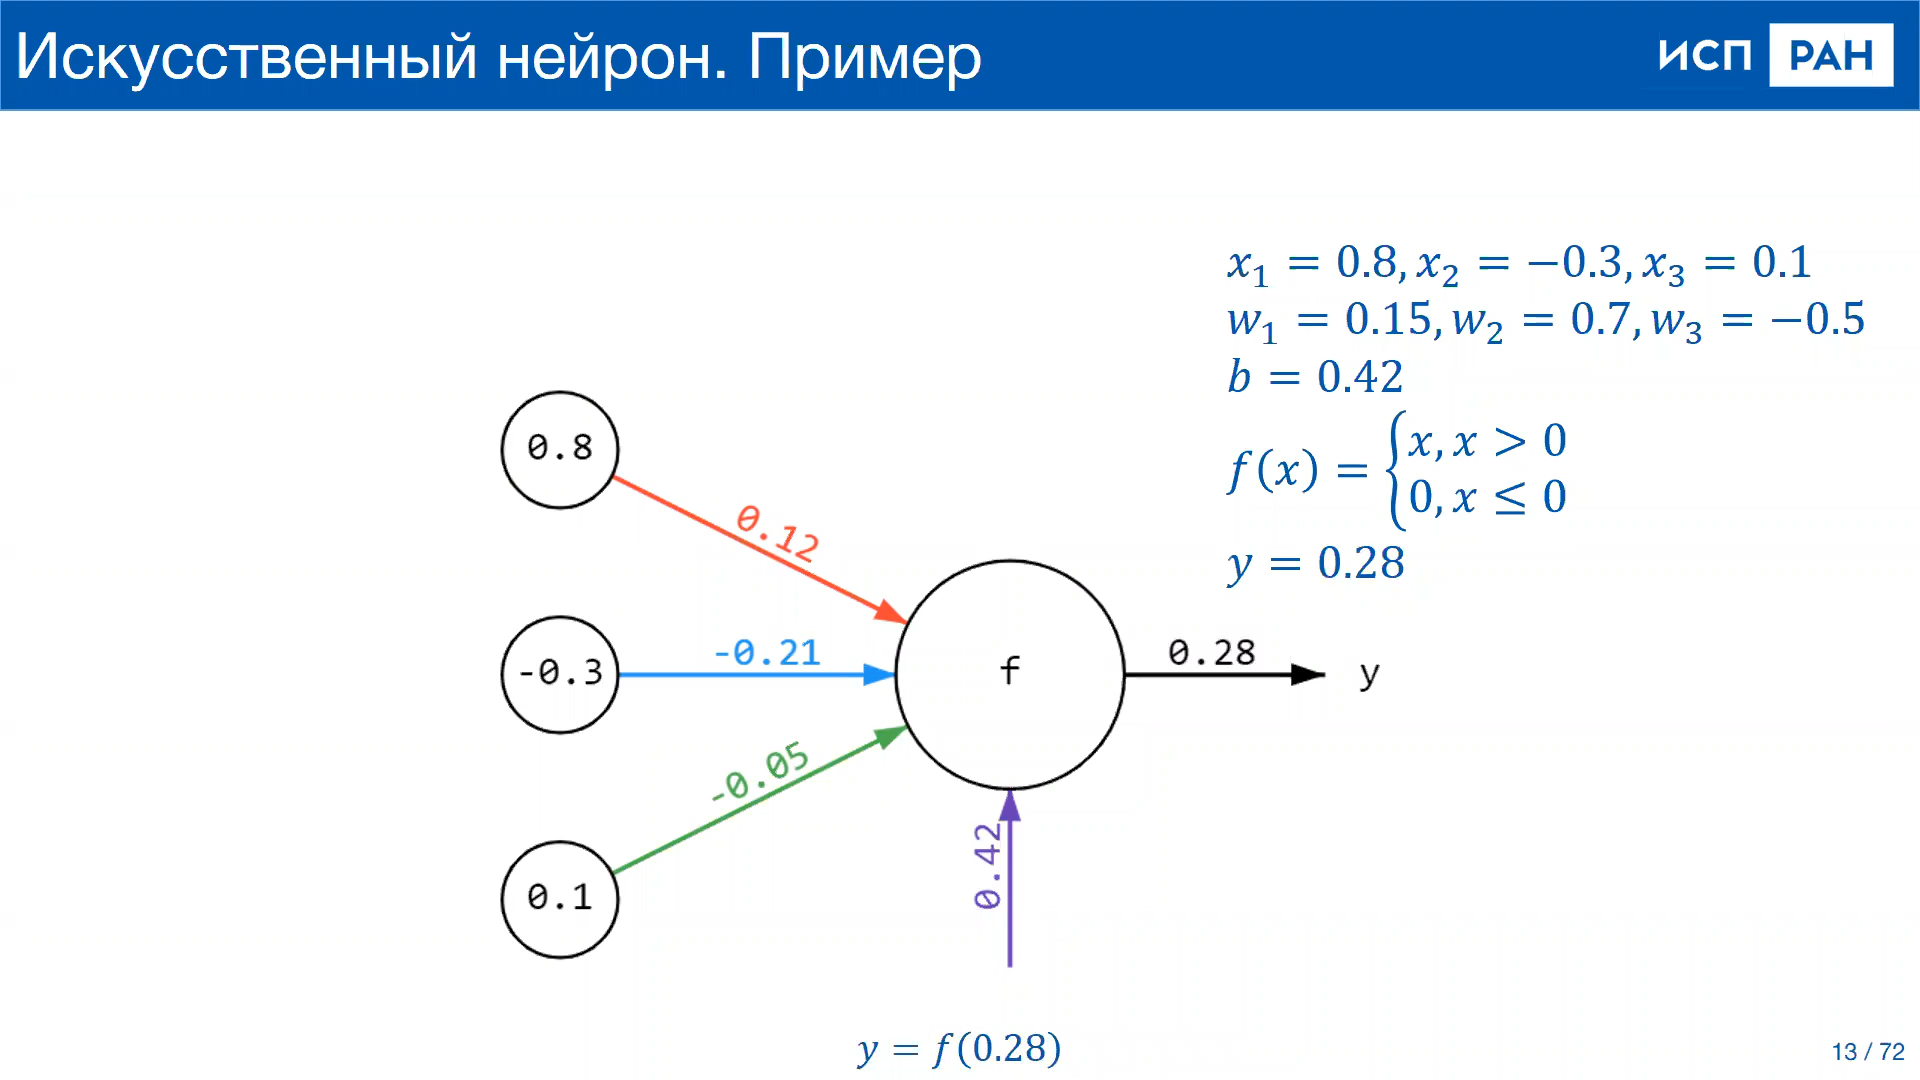 Искусственный нейрон. Пример
ИСП РАН
x₁ = 0.8, x₂ = −0.3, x₃ = 0.1
w₁ = 0.15, w₂ = 0.7, w₃ = −0.5
b = 0.42
f(x) = {x, x > 0
0, x ≤ 0
y = 0.28
0.8
0.12
-0.3
-0.21
f
0.28
y
0.1
-0.05
0.42
y = f(0.28)
13 / 72